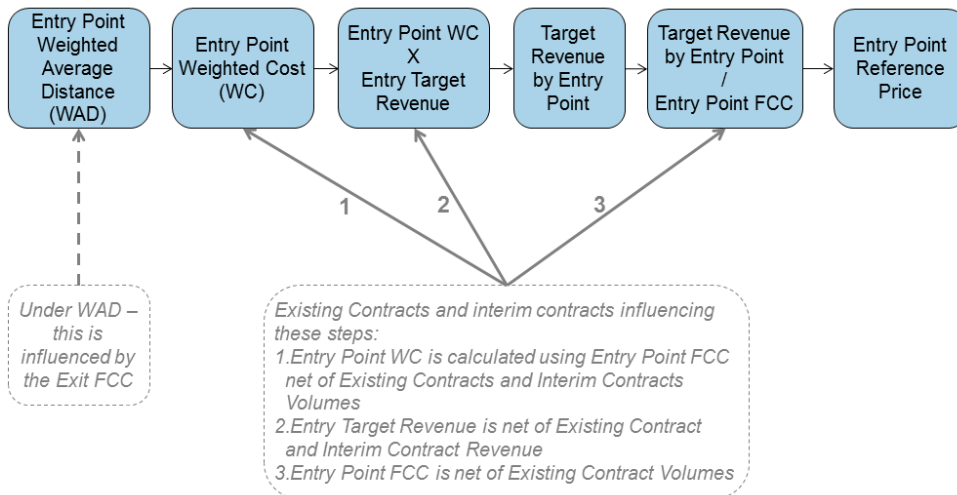 Entry Point
Weighted
Average
Distance
(WAD)
Entry Point
Weighted Cost
(WC)
Entry Point WC
X
Entry Target
Revenue
Target
Revenue
by Entry
Point
Target Revenue
by Entry Point
/
Entry Point FCC
Entry Point
Reference
Price
1
2
3
Under WAD –
this is
influenced by
the Exit FCC
Existing Contracts and interim contracts influencing
these steps:
1.Entry Point WC is calculated using Entry Point FCC
net of Existing Contracts and Interim Contracts
Volumes
2.Entry Target Revenue is net of Existing Contract
and Interim Contract Revenue
3.Entry Point FCC is net of Existing Contract Volumes